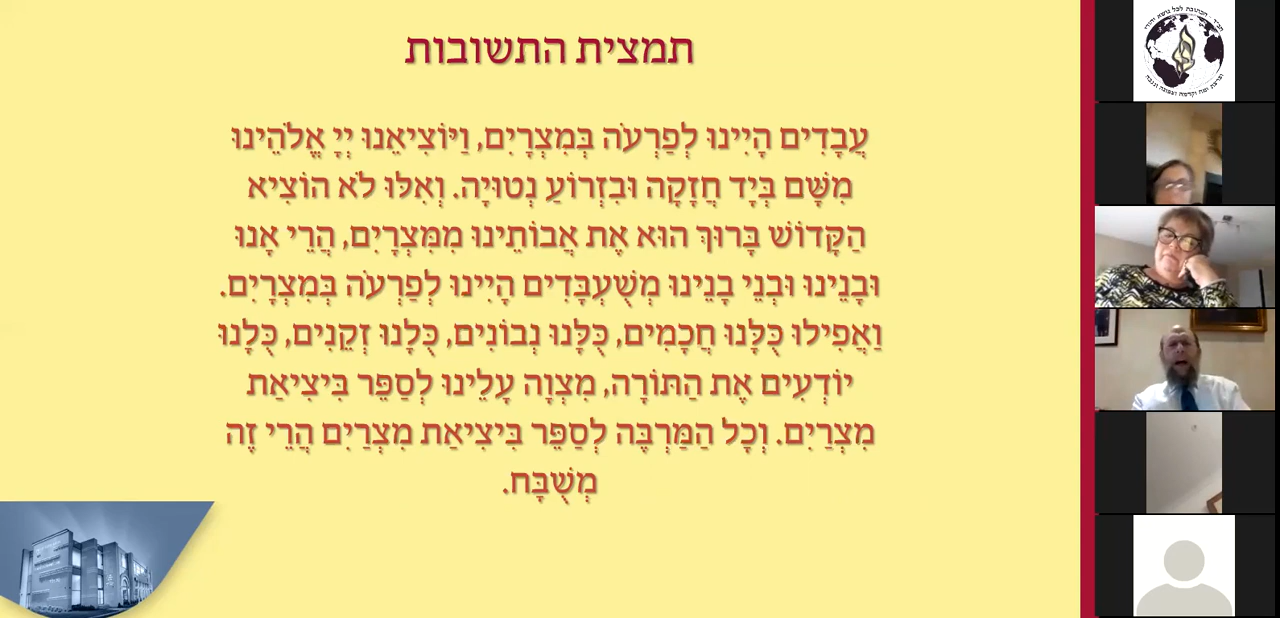 תמצית התשובות
עֲבָדִים הָיִינוּ לְפַרְעֹה בְּמִצְרָיִם, וַיּוֹצִיאֵנוּ יְיָ אֱלֹהֵינוּ
מִשָּׁם בְּיָד חֲזָקָה וּבִזְרוֹעַ נְטוּיָה. וְאִלּוּ לֹא הוֹצִיא
הַקָּדוֹשׁ בָּרוּךְ הוּא אֶת אֲבוֹתֵינוּ מִמִּצְרָיִם, הֲרֵי אָנוּ
וּבָנֵינוּ וּבְנֵי בָנֵינוּ מְשֻׁעְבָּדִים הָיִינוּ לְפַרְעֹה בְּמִצְרָיִם.
וַאֲפִילוּ כֻּלָּנוּ חֲכָמִים, כֻּלָּנוּ נְבוֹנִים, כֻּלָנוּ זְקֵנִים, כֻּלָנוּ
יוֹדְעִים אֶת הַתּוֹרָה, מִצְוָה עָלֵינוּ לְסַפֵּר בִּיצִיאַת
מִצְרַיִם. וְכָל הַמַּרְבֶּה לְסַפֵּר בִּיצִיאַת מִצְרַיִם הֲרֵי זֶה
מְשֻׁבָּח.